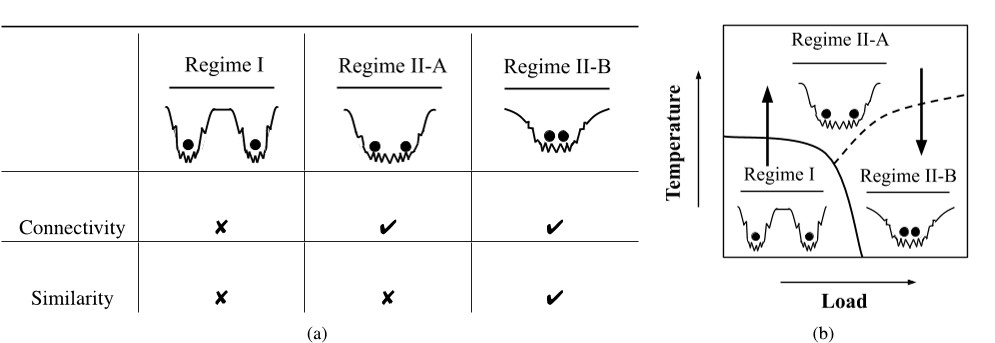 Regime I Regime II-A Regime II-B
Connectivity ✘ ✔ ✔
Similarity ✘ ✘ ✔
(a)
Regime II-A
Temperature
Regime I Regime II-B
Load
(b)